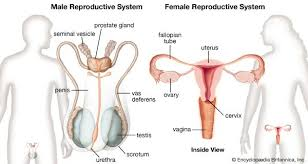 Male Reproductive System
prostate gland
seminal vesicle
penis
vas
deferens
testis
scrotum
urethra
Female Reproductive System
fallopian
tube
uterus
ovary
cervix
vagina
Inside View
© Encyclopædia Britannica, Inc.